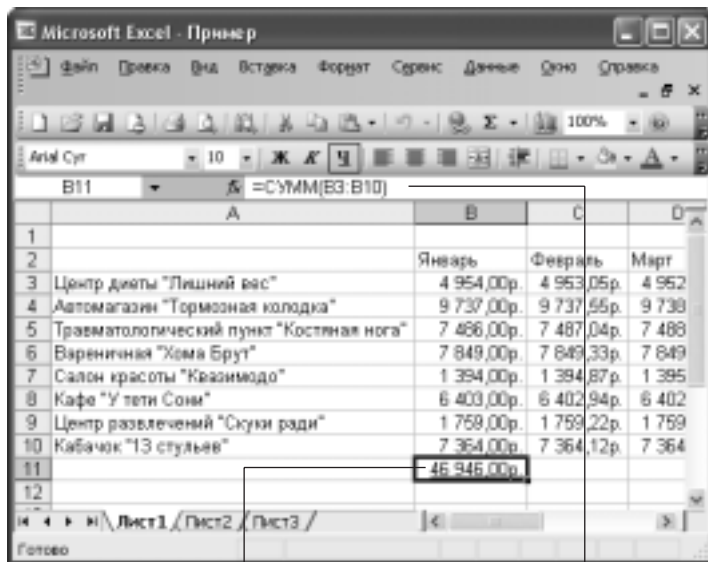 Microsoft Excel - Пример
Файл Правка Вид Вставка Формат Сервис Данные Окно Справка
Σ 100%
Arial Cyr 10 Ж К Ч
B11 fx =СУММ(B3:B10)
A B C D
1
2 Январь Февраль Март
3 Центр диеты "Лишний вес" 4 954,00р. 4 953,05р. 4 952
4 Автомагазин "Тормозная колодка" 9 737,00р. 9 737,55р. 9 738
5 Травматологический пункт "Костяная нога" 7 486,00р. 7 487,04р. 7 488
6 Вареничная "Хома Брут" 7 849,00р. 7 849,33р. 7 849
7 Салон красоты "Квазимодо" 1 394,00р. 1 394,87р. 1 395
8 Кафе "У тети Сони" 6 403,00р. 6 402,94р. 6 402
9 Центр развлечений "Скуки ради" 1 759,00р. 1 759,22р. 1 759
10 Кабачок "13 стульев" 7 364,00р. 7 364,12р. 7 364
11 46 946,00р.
12
Лист1 Лист2 Лист3
Готово